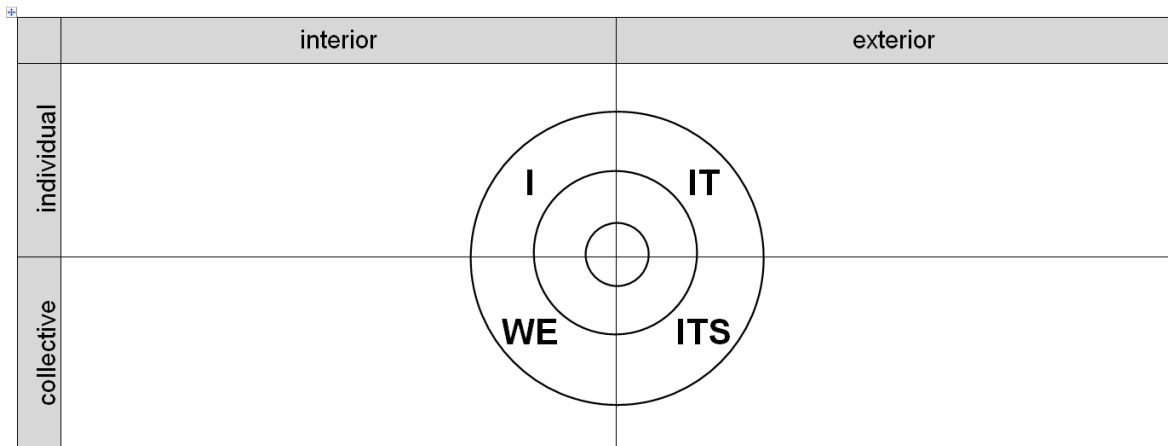 interior
exterior
individual
I
IT
collective
WE
ITS